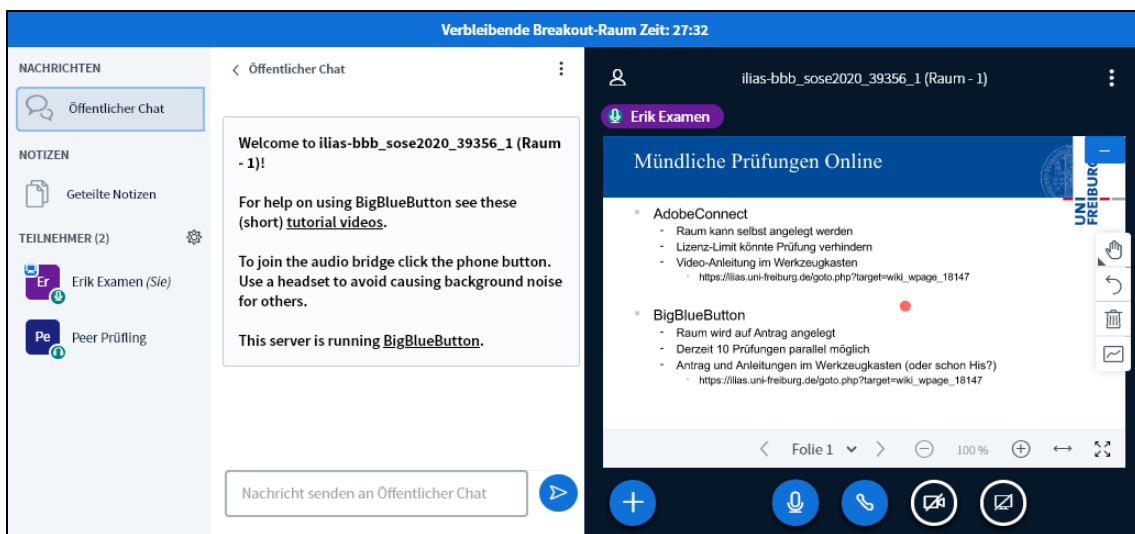 Verbleibende Breakout-Raum Zeit: 27:32
NACHRICHTEN
Öffentlicher Chat
NOTIZEN
Geteilte Notizen
TEILNEHMER (2)
Er
Erik Examen (Sie)
Pe
Peer Prüfling
Öffentlicher Chat
Welcome to ilias-bbb_sose2020_39356_1 (Raum
- 1)!
For help on using BigBlueButton see these
(short) tutorial videos.
To join the audio bridge click the phone button.
Use a headset to avoid causing background noise
for others.
This server is running BigBlueButton.
Nachricht senden an Öffentlicher Chat
ilias-bbb_sose2020_39356_1 (Raum - 1)
Erik Examen
Mündliche Prüfungen Online
UNI
FREIBURG
AdobeConnect
- Raum kann selbst angelegt werden
- Lizenz-Limit könnte Prüfung verhindern
- Video-Anleitung im Werkzeugkasten
https://ilias.uni-freiburg.de/goto.php?target=wiki_wpage_18147
BigBlueButton
- Raum wird auf Antrag angelegt
- Derzeit 10 Prüfungen parallel möglich
- Antrag und Anleitungen im Werkzeugkasten (oder schon His?)
https://ilias.uni-freiburg.de/goto.php?target=wiki_wpage_18147
Folie 1
100 %